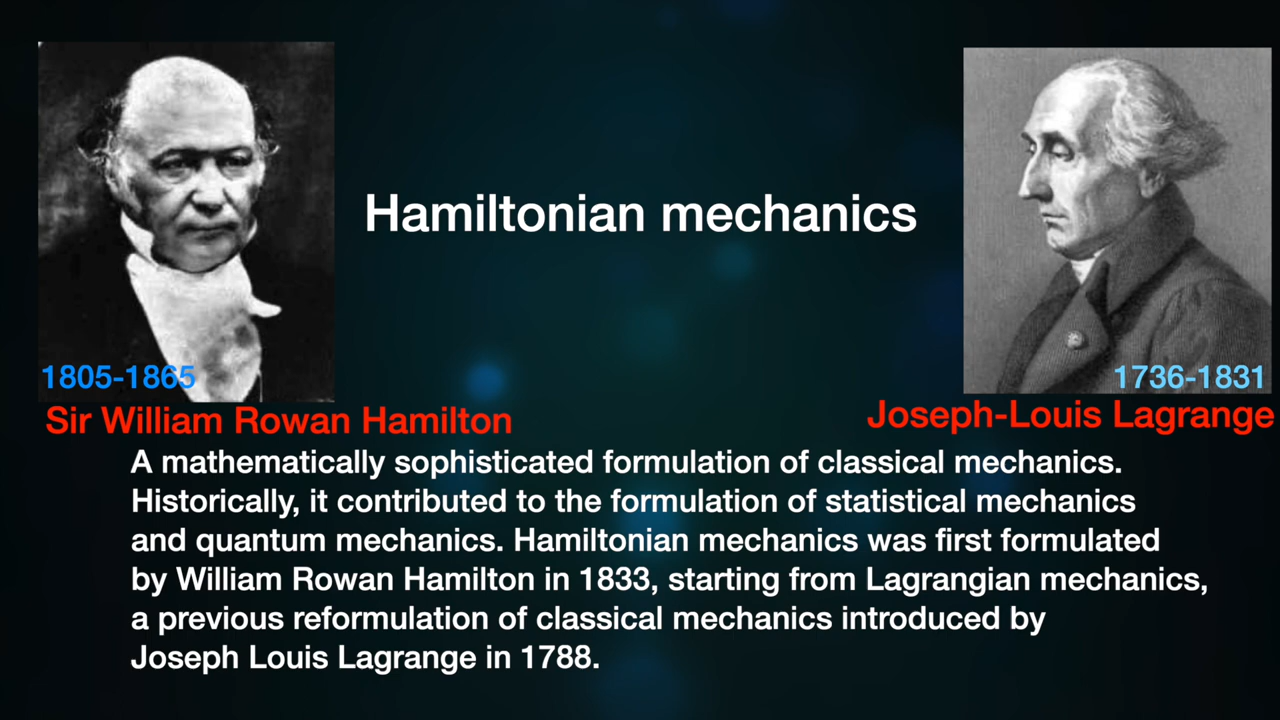 Hamiltonian mechanics
1805-1865
1736-1831
Sir William Rowan Hamilton
Joseph-Louis Lagrange
A mathematically sophisticated formulation of classical mechanics.
Historically, it contributed to the formulation of statistical mechanics
and quantum mechanics. Hamiltonian mechanics was first formulated
by William Rowan Hamilton in 1833, starting from Lagrangian mechanics,
a previous reformulation of classical mechanics introduced by
Joseph Louis Lagrange in 1788.